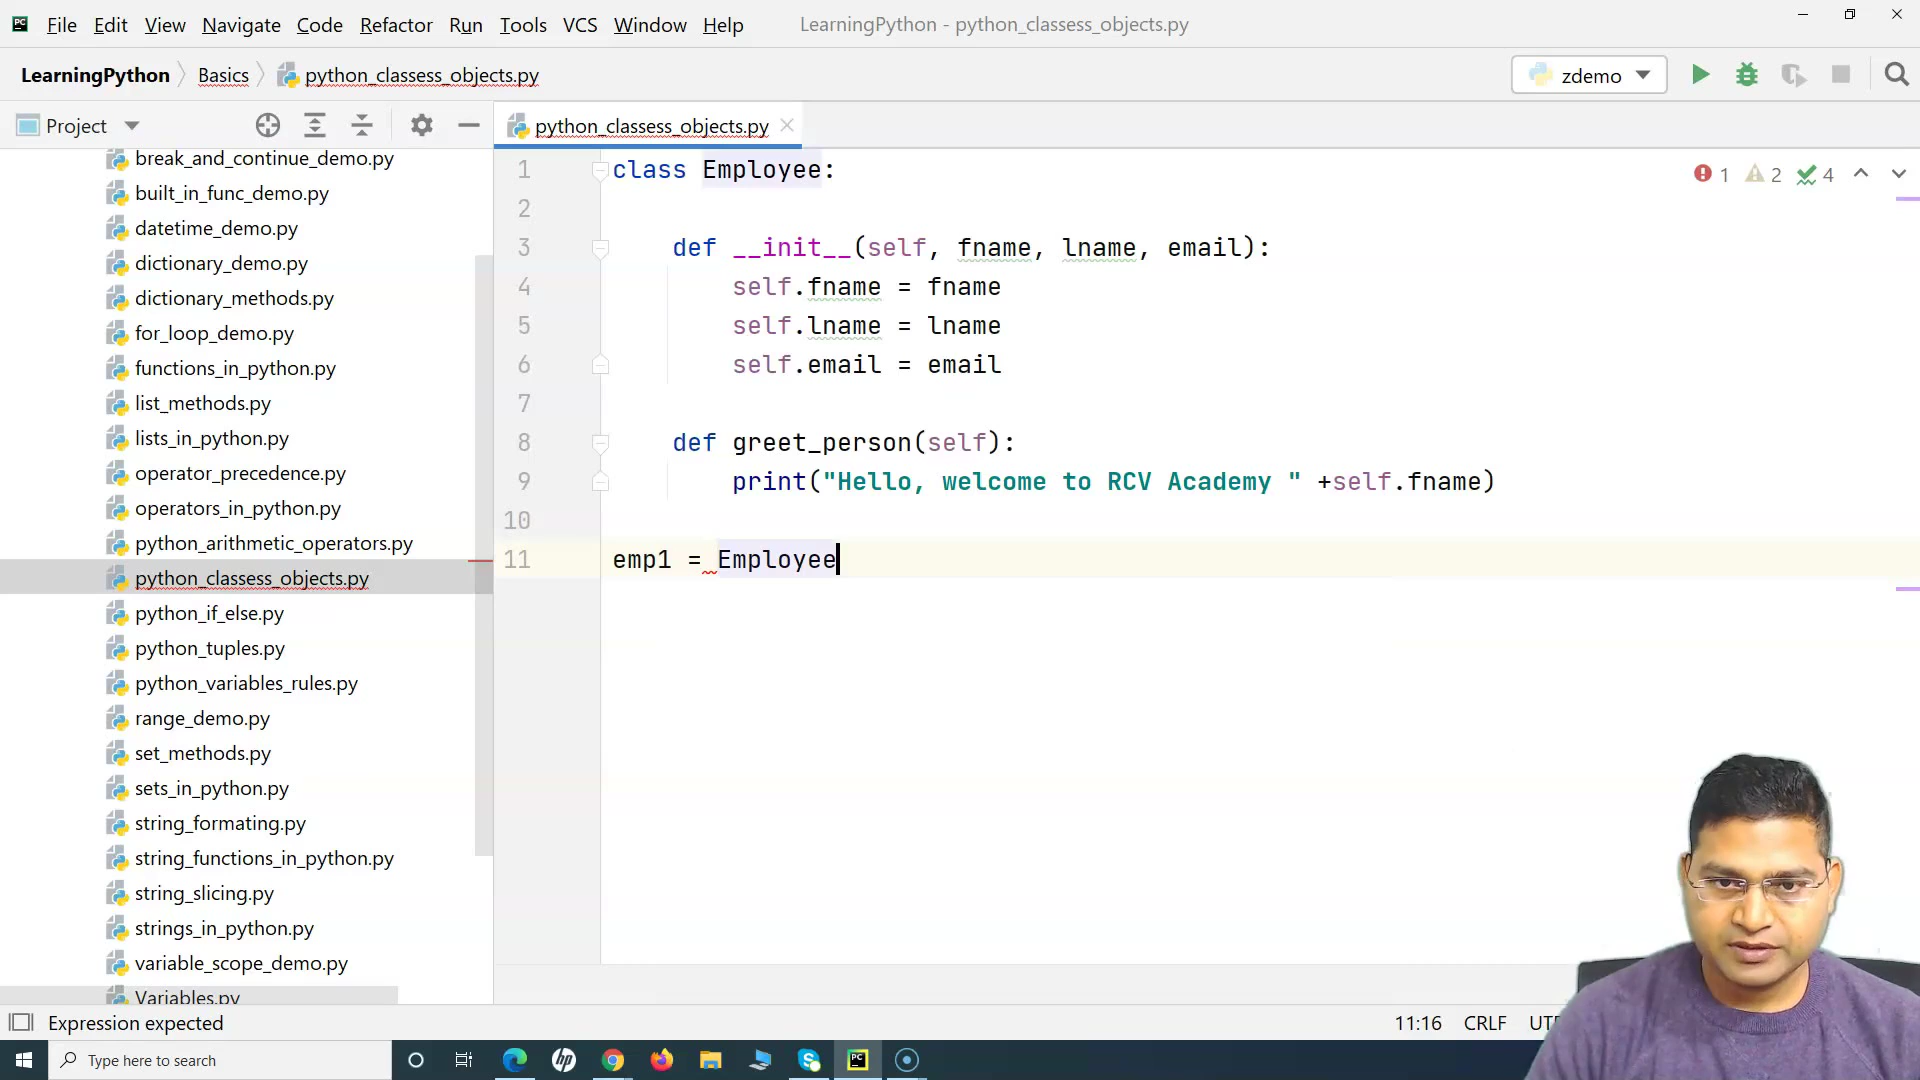 File Edit View Navigate Code Refactor Run Tools VCS Window Help LearningPython - python_classess_objects.py
LearningPython Basics python_classess_objects.py zdemo
Project python_classess_objects.py
break_and_continue_demo.py
built_in_func_demo.py
datetime_demo.py
dictionary_demo.py
dictionary_methods.py
for_loop_demo.py
functions_in_python.py
list_methods.py
lists_in_python.py
operator_precedence.py
operators_in_python.py
python_arithmetic_operators.py
python_classess_objects.py
python_if_else.py
python_tuples.py
python_variables_rules.py
range_demo.py
set_methods.py
sets_in_python.py
string_formating.py
string_functions_in_python.py
string_slicing.py
strings_in_python.py
variable_scope_demo.py
Variables.py
1 class Employee:
2
3 def __init__(self, fname, lname, email):
4 self.fname = fname
5 self.lname = lname
6 self.email = email
7
8 def greet_person(self):
9 print("Hello, welcome to RCV Academy " +self.fname)
10
11 emp1 = Employee
1 2 4
Expression expected 11:16 CRLF
Type here to search
hp
PC